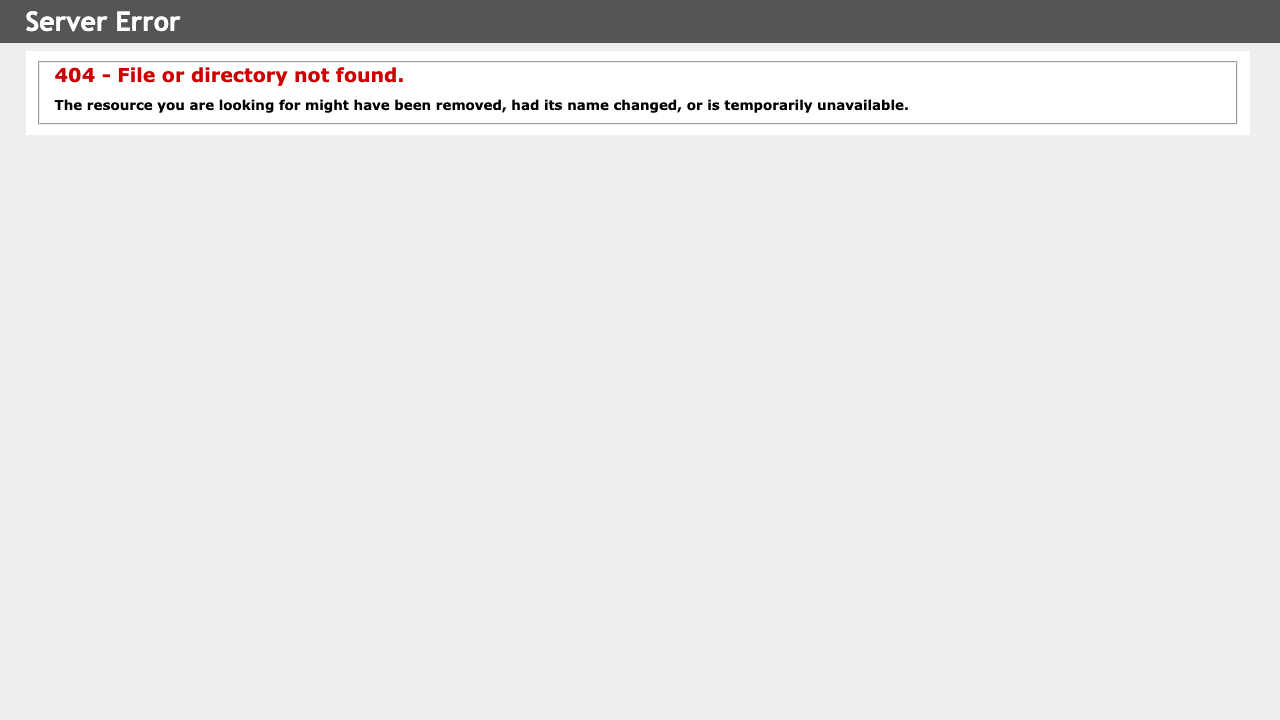 Server Error
404 - File or directory not found.
The resource you are looking for might have been removed, had its name changed, or is temporarily unavailable.